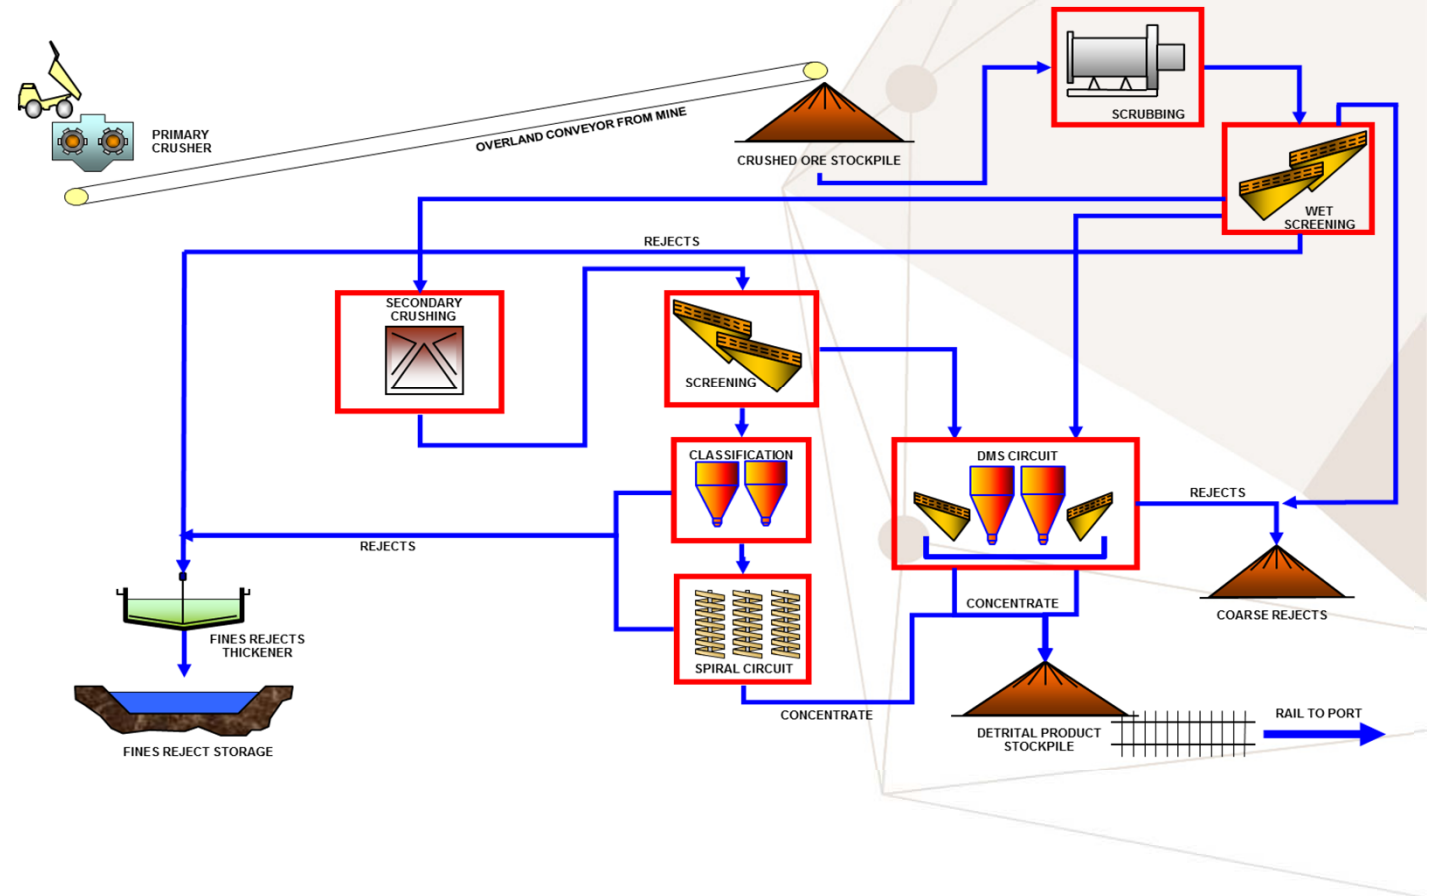 SCRUBBING
PRIMARY
CRUSHER
OVERLAND CONVEYOR FROM MINE
CRUSHED ORE STOCKPILE
WET
SCREENING
REJECTS
SECONDARY
CRUSHING
SCREENING
CLASSIFICATION
DMS CIRCUIT
REJECTS
REJECTS
CONCENTRATE
COARSE REJECTS
FINES REJECTS
THICKENER
SPIRAL CIRCUIT
CONCENTRATE
RAIL TO PORT
DETRITAL PRODUCT
STOCKPILE
FINES REJECT STORAGE